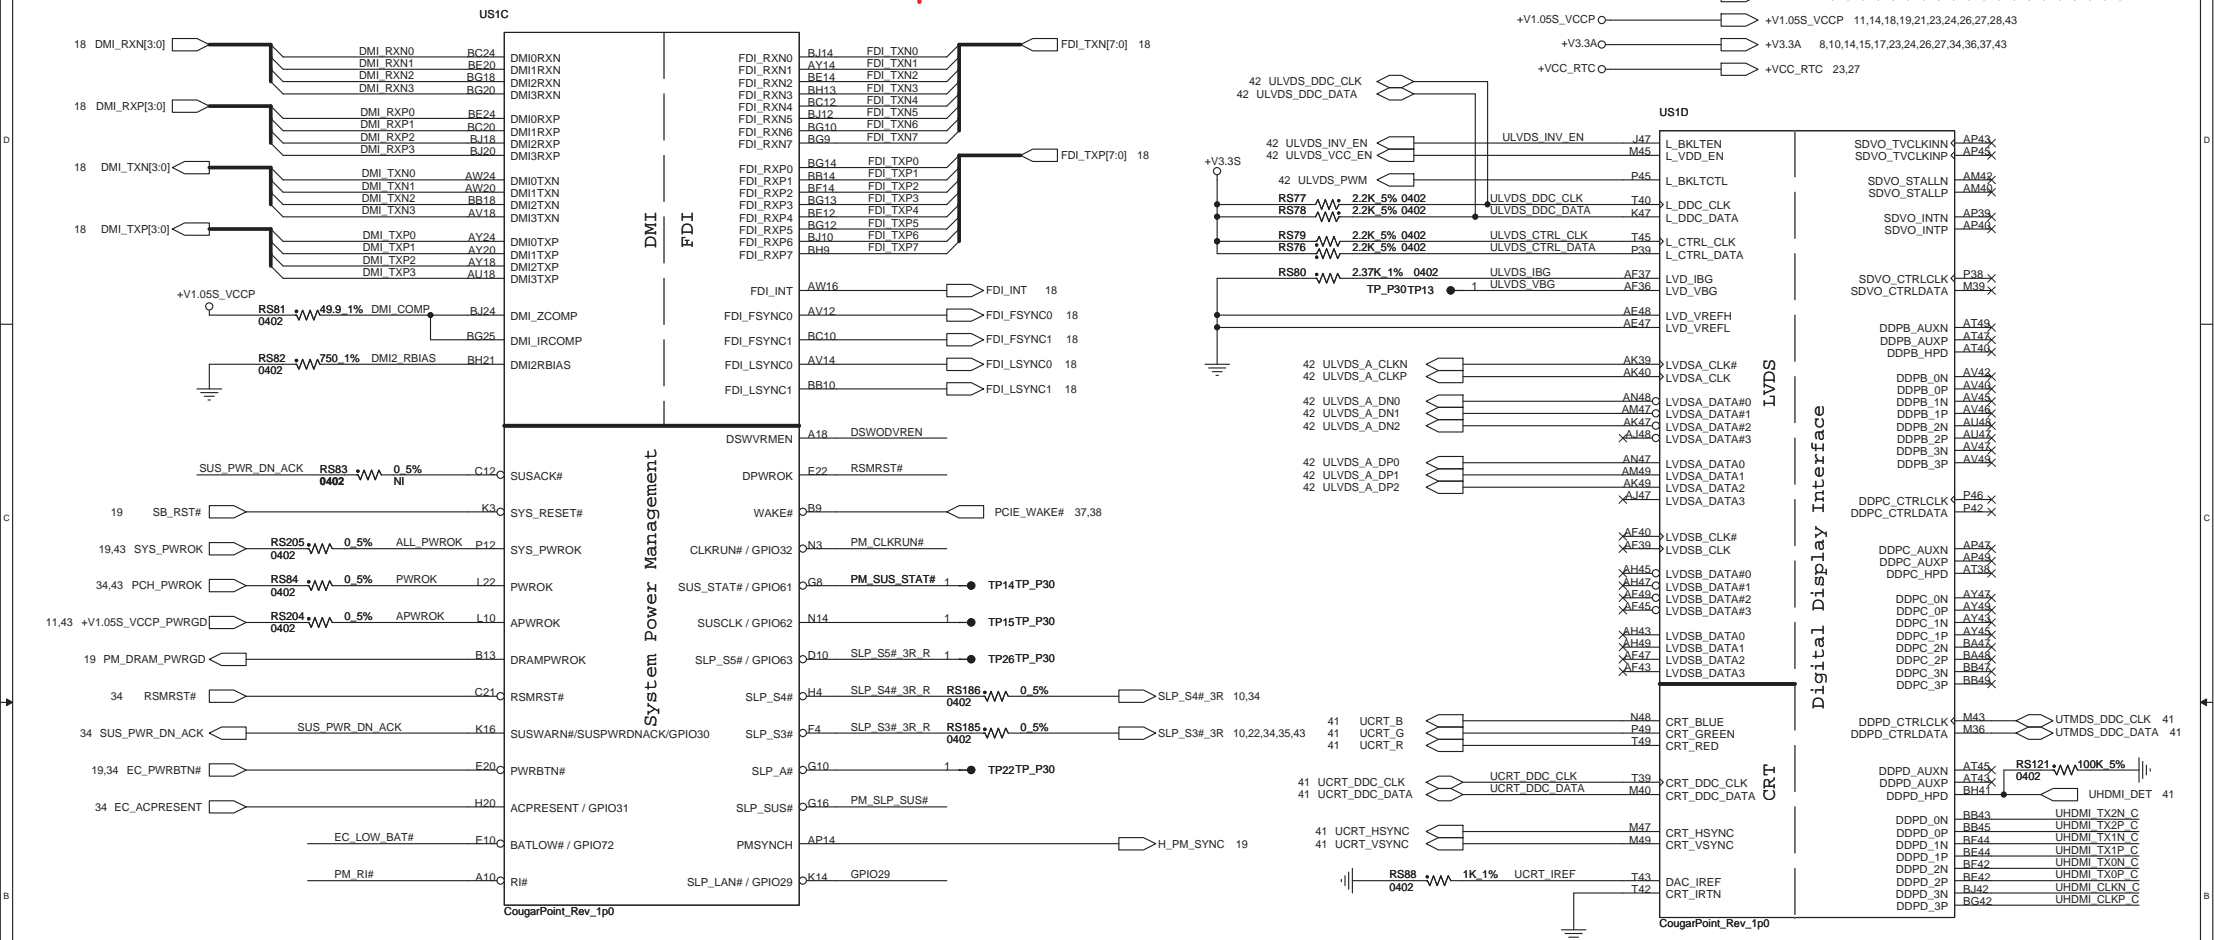 US1C
18 DMI_RXN[3:0]
DMI_RXN0 BC24 DMI0RXN
DMI_RXN1 BE20 DMI1RXN
DMI_RXN2 BG18 DMI2RXN
DMI_RXN3 BG20 DMI3RXN
18 DMI_RXP[3:0]
DMI_RXP0 BE24 DMI0RXP
DMI_RXP1 BC20 DMI1RXP
DMI_RXP2 BJ18 DMI2RXP
DMI_RXP3 BJ20 DMI3RXP
18 DMI_TXN[3:0]
DMI_TXN0 AW24 DMI0TXN
DMI_TXN1 AW20 DMI1TXN
DMI_TXN2 BB18 DMI2TXN
DMI_TXN3 AV18 DMI3TXN
18 DMI_TXP[3:0]
DMI_TXP0 AY24 DMI0TXP
DMI_TXP1 AY20 DMI1TXP
DMI_TXP2 AY18 DMI2TXP
DMI_TXP3 AU18 DMI3TXP
+V1.05S_VCCP
RS81 49.9_1% DMI_COMP BJ24 DMI_ZCOMP
0402
BG25 DMI_IRCOMP
RS82 750_1% DMI2_RBIAS BH21 DMI2RBIAS
0402
DMI
FDI
FDI_RXN0 BJ14 FDI_TXN0
FDI_RXN1 AY14 FDI_TXN1
FDI_RXN2 BE14 FDI_TXN2
FDI_RXN3 BH13 FDI_TXN3
FDI_RXN4 BC12 FDI_TXN4
FDI_RXN5 BJ12 FDI_TXN5
FDI_RXN6 BG10 FDI_TXN6
FDI_RXN7 BG9 FDI_TXN7
FDI_TXN[7:0] 18
FDI_RXP0 BG14 FDI_TXP0
FDI_RXP1 BB14 FDI_TXP1
FDI_RXP2 BF14 FDI_TXP2
FDI_RXP3 BG13 FDI_TXP3
FDI_RXP4 BE12 FDI_TXP4
FDI_RXP5 BG12 FDI_TXP5
FDI_RXP6 BJ10 FDI_TXP6
FDI_RXP7 BH9 FDI_TXP7
FDI_TXP[7:0] 18
FDI_INT AW16 FDI_INT 18
FDI_FSYNC0 AV12 FDI_FSYNC0 18
FDI_FSYNC1 BC10 FDI_FSYNC1 18
FDI_LSYNC0 AV14 FDI_LSYNC0 18
FDI_LSYNC1 BB10 FDI_LSYNC1 18
System Power Management
SUS_PWR_DN_ACK RS83 0_5% C12 SUSACK#
0402 NI
19 SB_RST# K3 SYS_RESET#
19,43 SYS_PWROK RS205 0_5% ALL_PWROK P12 SYS_PWROK
0402
34,43 PCH_PWROK RS84 0_5% PWROK L22 PWROK
0402
11,43 +V1.05S_VCCP_PWRGD RS204 0_5% APWROK L10 APWROK
0402
19 PM_DRAM_PWRGD B13 DRAMPWROK
34 RSMRST# C21 RSMRST#
34 SUS_PWR_DN_ACK SUS_PWR_DN_ACK K16 SUSWARN#/SUSPWRDNACK/GPIO30
19,34 EC_PWRBTN# E20 PWRBTN#
34 EC_ACPRESENT H20 ACPRESENT / GPIO31
EC_LOW_BAT# E10 BATLOW# / GPIO72
PM_RI# A10 RI#
CougarPoint_Rev_1p0
DSWVRMEN A18 DSWODVREN
DPWROK E22 RSMRST#
WAKE# B9 PCIE_WAKE# 37,38
CLKRUN# / GPIO32 N3 PM_CLKRUN#
SUS_STAT# / GPIO61 G8 PM_SUS_STAT# 1 TP14TP_P30
SUSCLK / GPIO62 N14 1 TP15TP_P30
SLP_S5# / GPIO63 D10 SLP_S5#_3R_R 1 TP26TP_P30
SLP_S4# H4 SLP_S4#_3R_R RS186 0_5% SLP_S4#_3R 10,34
0402
SLP_S3# F4 SLP_S3#_3R_R RS185 0_5% SLP_S3#_3R 10,22,34,35,43
0402
SLP_A# G10 1 TP22TP_P30
SLP_SUS# G16 PM_SLP_SUS#
PMSYNCH AP14 H_PM_SYNC 19
SLP_LAN# / GPIO29 K14 GPIO29
+V1.05S_VCCP +V1.05S_VCCP 11,14,18,19,21,23,24,26,27,28,43
+V3.3A +V3.3A 8,10,14,15,17,23,24,26,27,34,36,37,43
+VCC_RTC +VCC_RTC 23,27
US1D
42 ULVDS_DDC_CLK
42 ULVDS_DDC_DATA
42 ULVDS_INV_EN ULVDS_INV_EN J47 L_BKLTEN
42 ULVDS_VCC_EN M45 L_VDD_EN
+V3.3S
42 ULVDS_PWM P45 L_BKLTCTL
RS77 2.2K_5% 0402 ULVDS_DDC_CLK T40 L_DDC_CLK
RS78 2.2K_5% 0402 ULVDS_DDC_DATA K47 L_DDC_DATA
RS79 2.2K_5% 0402 ULVDS_CTRL_CLK T45 L_CTRL_CLK
RS76 2.2K_5% 0402 ULVDS_CTRL_DATA P39 L_CTRL_DATA
RS80 2.37K_1% 0402 ULVDS_IBG AF37 LVD_IBG
TP_P30TP13 1 ULVDS_VBG AF36 LVD_VBG
AE48 LVD_VREFH
AE47 LVD_VREFL
42 ULVDS_A_CLKN AK39 LVDSA_CLK#
42 ULVDS_A_CLKP AK40 LVDSA_CLK
42 ULVDS_A_DN0 AN48 LVDSA_DATA#0
42 ULVDS_A_DN1 AM47 LVDSA_DATA#1
42 ULVDS_A_DN2 AK47 LVDSA_DATA#2
AJ48 LVDSA_DATA#3
42 ULVDS_A_DP0 AN47 LVDSA_DATA0
42 ULVDS_A_DP1 AM49 LVDSA_DATA1
42 ULVDS_A_DP2 AK49 LVDSA_DATA2
AJ47 LVDSA_DATA3
AF40 LVDSB_CLK#
AF39 LVDSB_CLK
AH45 LVDSB_DATA#0
AH47 LVDSB_DATA#1
AF49 LVDSB_DATA#2
AF45 LVDSB_DATA#3
AH43 LVDSB_DATA0
AH49 LVDSB_DATA1
AF47 LVDSB_DATA2
AF43 LVDSB_DATA3
LVDS
Digital Display Interface
41 UCRT_B N48 CRT_BLUE
41 UCRT_G P49 CRT_GREEN
41 UCRT_R T49 CRT_RED
41 UCRT_DDC_CLK UCRT_DDC_CLK T39 CRT_DDC_CLK
41 UCRT_DDC_DATA UCRT_DDC_DATA M40 CRT_DDC_DATA
41 UCRT_HSYNC M47 CRT_HSYNC
41 UCRT_VSYNC M49 CRT_VSYNC
RS88 1K_1% UCRT_IREF T43 DAC_IREF
0402
T42 CRT_IRTN
CRT
CougarPoint_Rev_1p0
SDVO_TVCLKINN AP43
SDVO_TVCLKINP AP45
SDVO_STALLN AM42
SDVO_STALLP AM40
SDVO_INTN AP39
SDVO_INTP AP40
SDVO_CTRLCLK P38
SDVO_CTRLDATA M39
DDPB_AUXN AT49
DDPB_AUXP AT47
DDPB_HPD AT40
DDPB_0N AV42
DDPB_0P AV40
DDPB_1N AV45
DDPB_1P AV46
DDPB_2N AU48
DDPB_2P AU47
DDPB_3N AV47
DDPB_3P AV49
DDPC_CTRLCLK P46
DDPC_CTRLDATA P42
DDPC_AUXN AP47
DDPC_AUXP AP49
DDPC_HPD AT38
DDPC_0N AY47
DDPC_0P AY49
DDPC_1N AY43
DDPC_1P AY45
DDPC_2N BA47
DDPC_2P BA48
DDPC_3N BB47
DDPC_3P BB49
DDPD_CTRLCLK M43 UTMDS_DDC_CLK 41
DDPD_CTRLDATA M36 UTMDS_DDC_DATA 41
DDPD_AUXN AT45 RS121 100K_5%
DDPD_AUXP AT43 0402
DDPD_HPD BH41 UHDMI_DET 41
DDPD_0N BB43 UHDMI_TX2N_C
DDPD_0P BB45 UHDMI_TX2P_C
DDPD_1N BF44 UHDMI_TX1N_C
DDPD_1P BE44 UHDMI_TX1P_C
DDPD_2N BF42 UHDMI_TX0N_C
DDPD_2P BE42 UHDMI_TX0P_C
DDPD_3N BJ42 UHDMI_CLKN_C
DDPD_3P BG42 UHDMI_CLKP_C
D
C
B
D
C
B